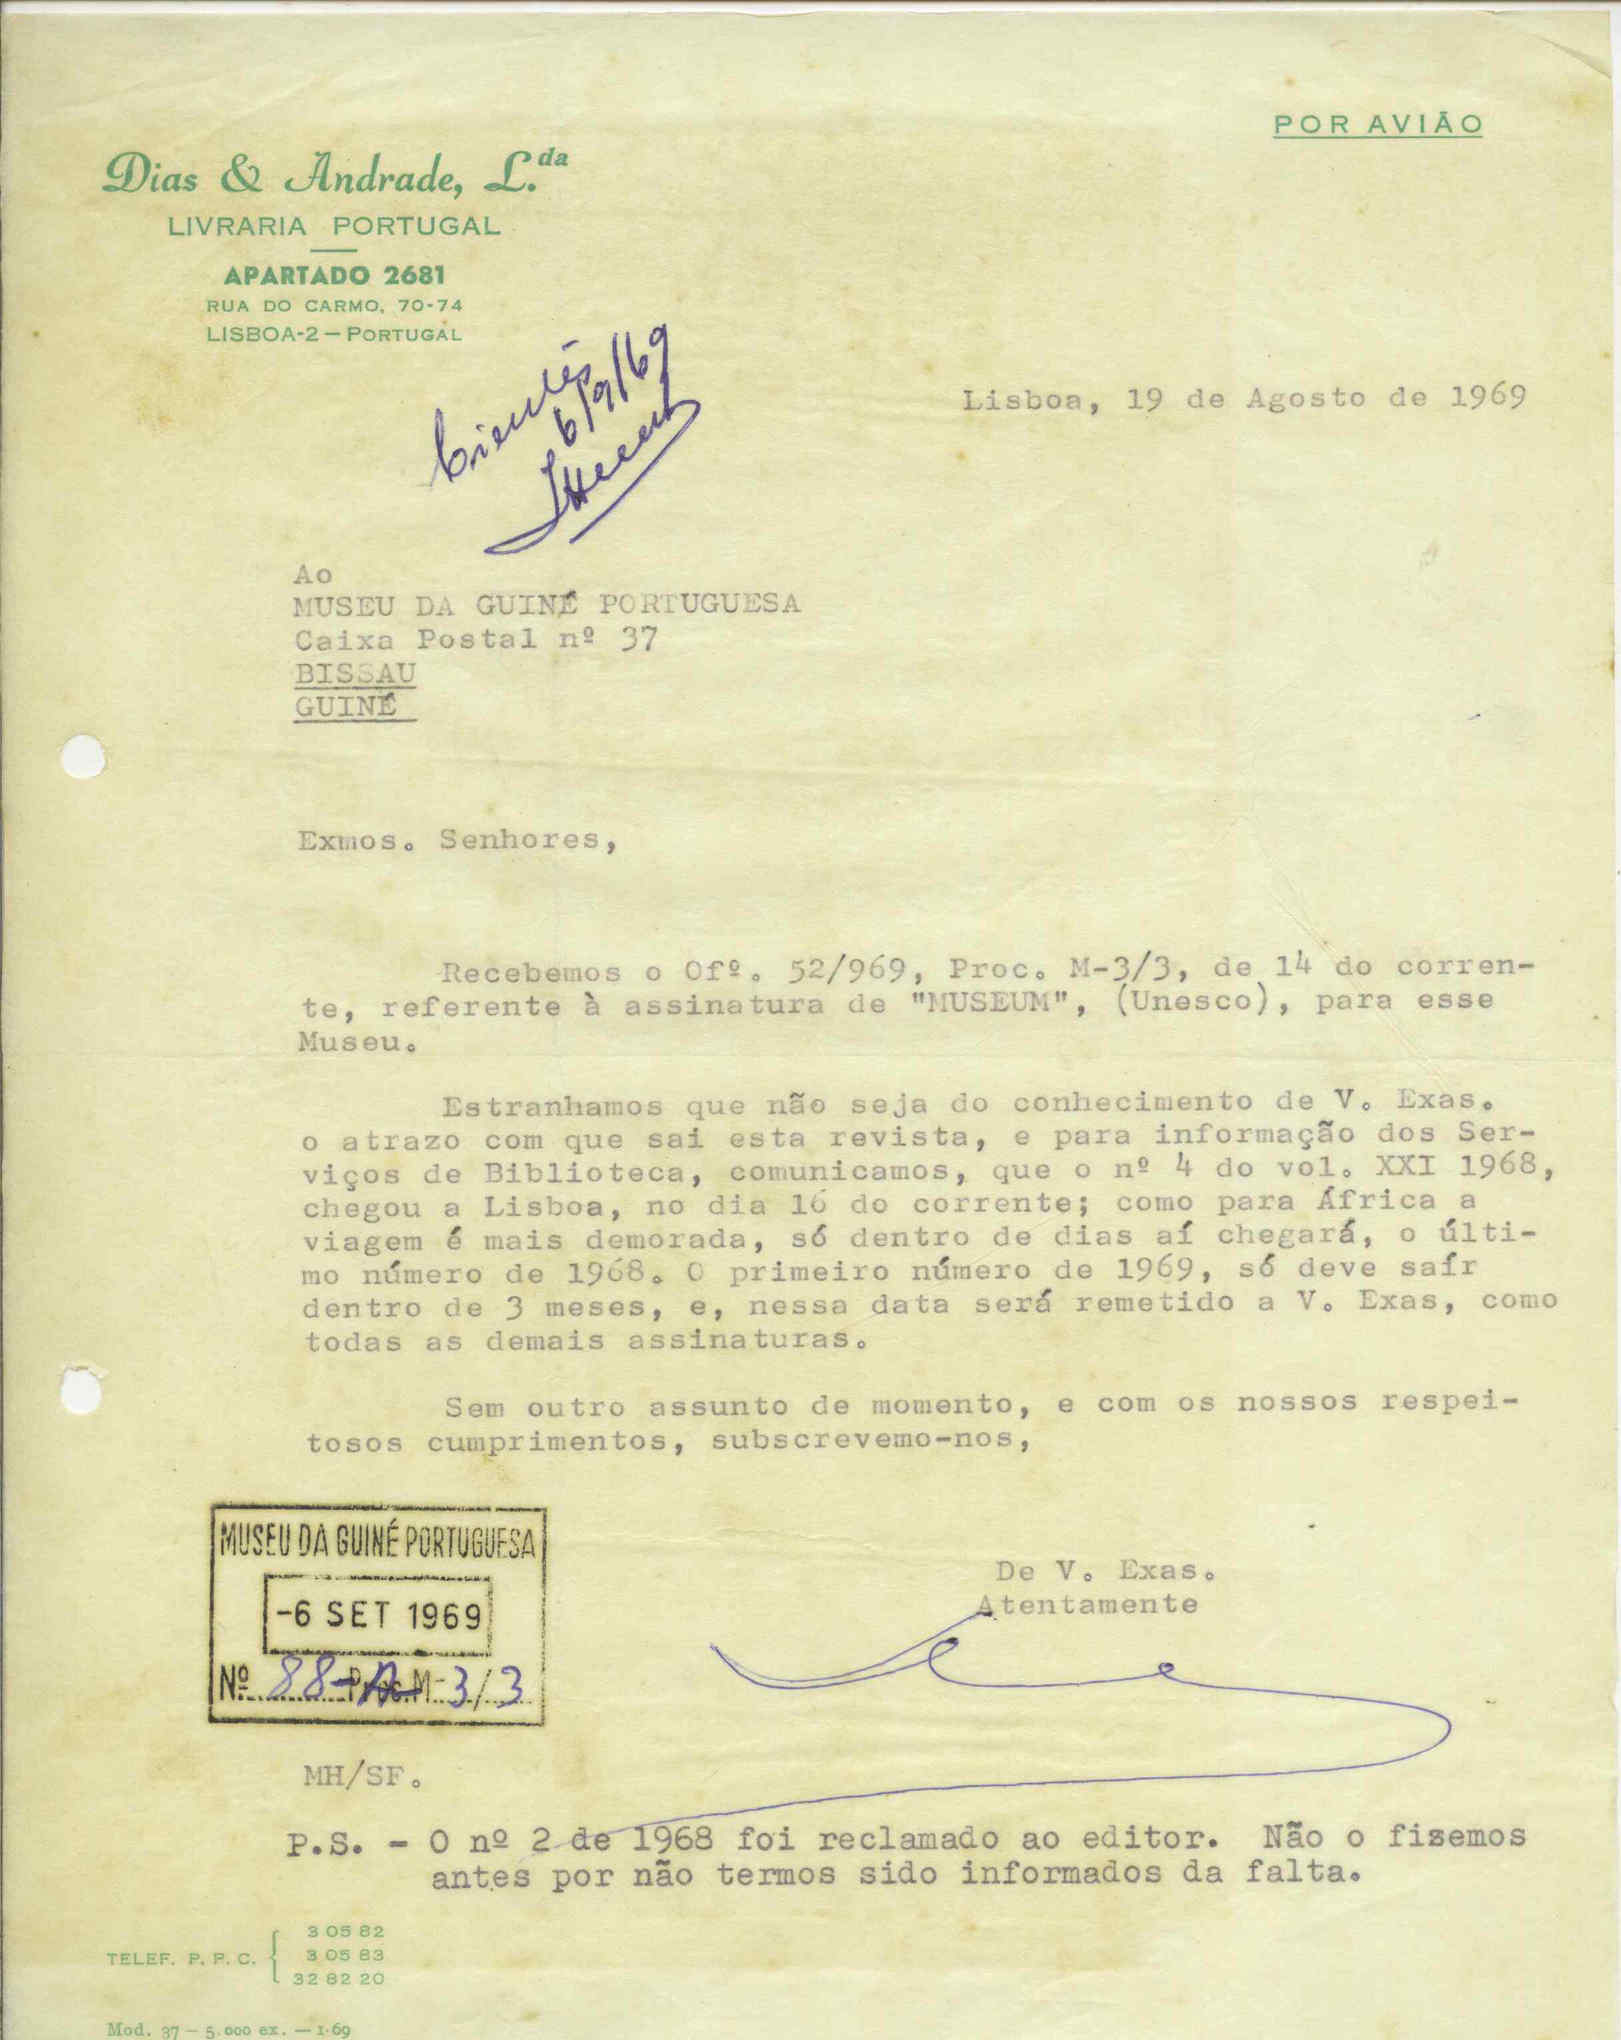 POR AVIÃO
Dias & Andrade, L.da
LIVRARIA PORTUGAL
APARTADO 2681
RUA DO CARMO, 70-74
LISBOA-2 — PORTUGAL
6/9/69
Lisboa, 19 de Agosto de 1969
Ao
MUSEU DA GUINÉ PORTUGUESA
Caixa Postal nº 37
BISSAU
GUINÉ
Exmos. Senhores,
Recebemos o Ofº. 52/969, Proc. M-3/3, de 14 do corren-
te, referente à assinatura de "MUSEUM", (Unesco), para esse
Museu.
Estranhamos que não seja do conhecimento de V. Exas.
o atrazo com que sai esta revista, e para informação dos Ser-
viços de Biblioteca, comunicamos, que o nº 4 do vol. XXI 1968,
chegou a Lisboa, no dia 16 do corrente; como para África a
viagem é mais demorada, só dentro de dias aí chegará, o últi-
mo número de 1968. O primeiro número de 1969, só deve saír
dentro de 3 meses, e, nessa data será remetido a V. Exas, como
todas as demais assinaturas.
Sem outro assunto de momento, e com os nossos respei-
tosos cumprimentos, subscrevemo-nos,
De V. Exas.
Atentamente
MUSEU DA GUINÉ PORTUGUESA
-6 SET 1969
Nº 88-A Proc. M-3/3
MH/SF.
P.S. - O nº 2 de 1968 foi reclamado ao editor. Não o fizemos
antes por não termos sido informados da falta.
TELEF. P. P. C. { 3 05 82
3 05 83
32 82 20
Mod. 37 — 5.000 ex. — 1-69